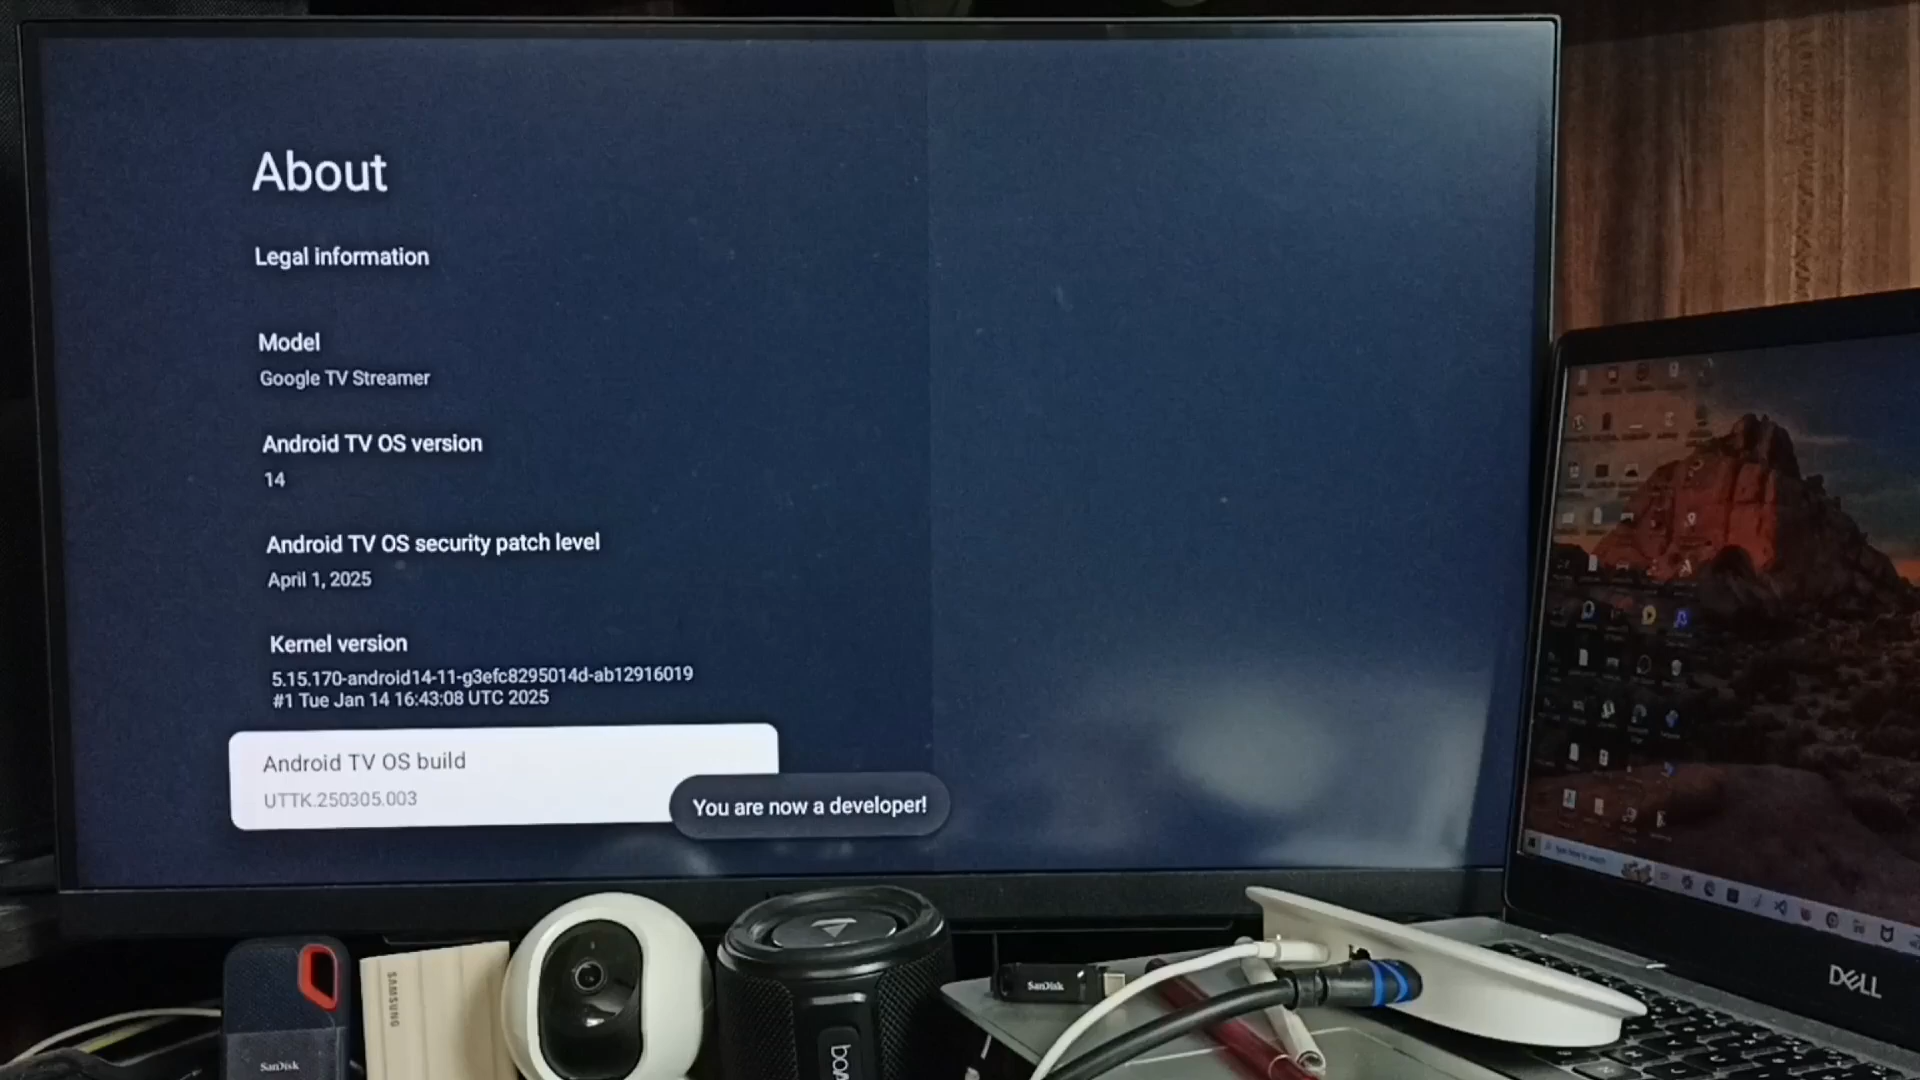 About
Legal information
Model
Google TV Streamer
Android TV OS version
14
Android TV OS security patch level
April 1, 2025
Kernel version
5.15.170-android14-11-g3efc8295014d-ab12916019
#1 Tue Jan 14 16:43:08 UTC 2025
Android TV OS build
UTTK.250305.003
You are now a developer!
SanDisk
SAMSUNG
SanDisk
DELL